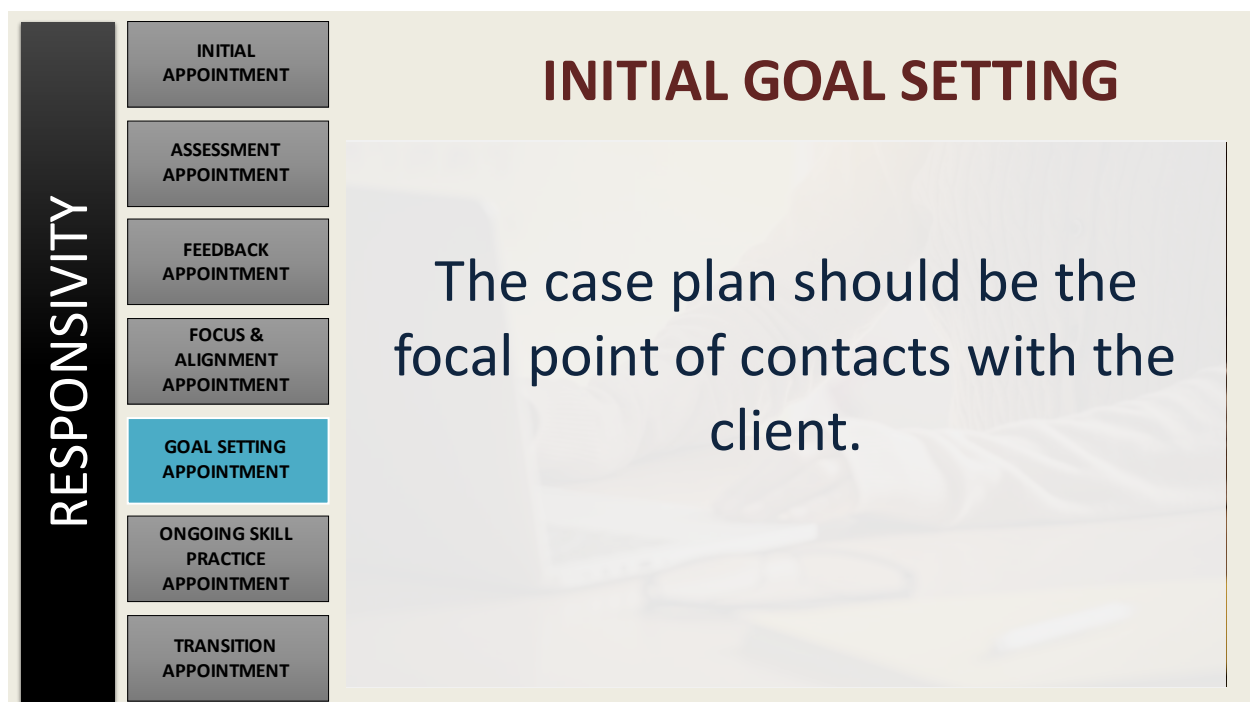 RESPONSIVITY
INITIAL
APPOINTMENT
ASSESSMENT
APPOINTMENT
FEEDBACK
APPOINTMENT
FOCUS &
ALIGNMENT
APPOINTMENT
GOAL SETTING
APPOINTMENT
ONGOING SKILL
PRACTICE
APPOINTMENT
TRANSITION
APPOINTMENT
INITIAL GOAL SETTING
The case plan should be the
focal point of contacts with the
client.